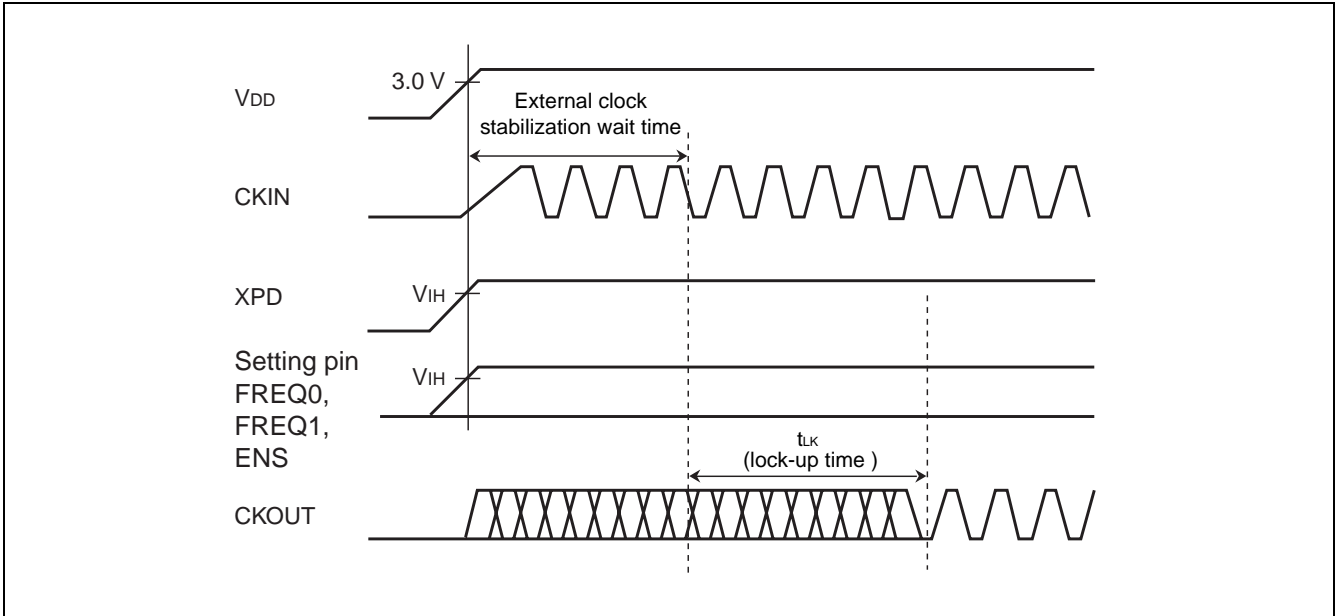 3.0 V
VDD
External clock
stabilization wait time
CKIN
XPD
VIH
Setting pin
FREQ0,
FREQ1,
ENS
VIH
tLK
(lock-up time )
CKOUT